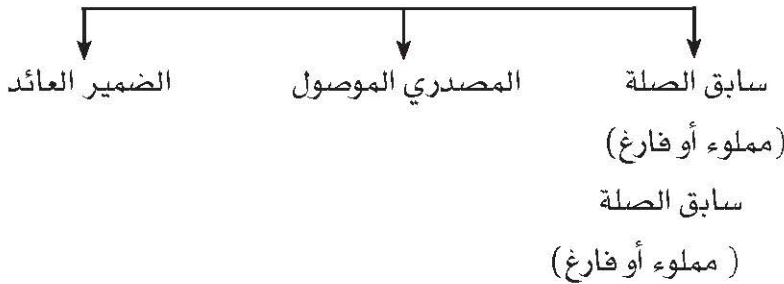 سابق الصلة المصدري الموصول الضمير العائد
(مملوء أو فارغ)
سابق الصلة
( مملوء أو فارغ)